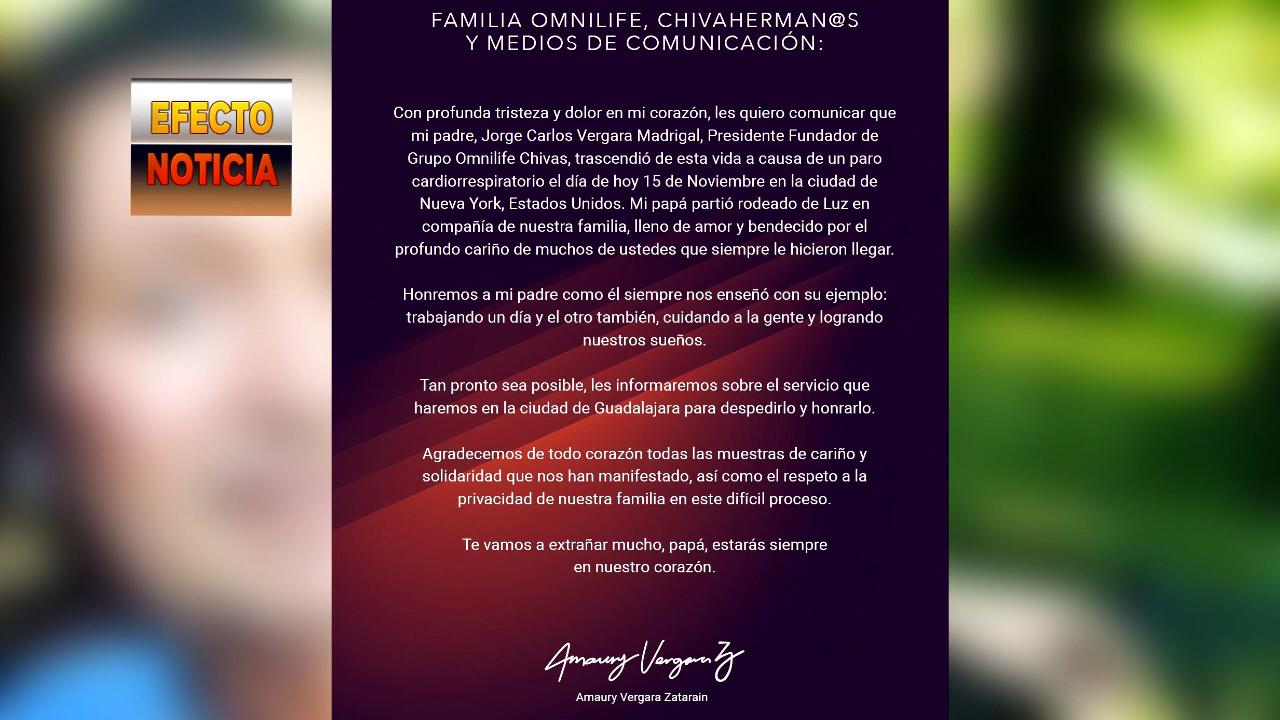 FAMILIA OMNILIFE, CHIVAHERMAN@S
Y MEDIOS DE COMUNICACIÓN:
EFECTO
NOTICIA
Con profunda tristeza y dolor en mi corazón, les quiero comunicar que
mi padre, Jorge Carlos Vergara Madrigal, Presidente Fundador de
Grupo Omnilife Chivas, trascendió de esta vida a causa de un paro
cardiorrespiratorio el día de hoy 15 de Noviembre en la ciudad de
Nueva York, Estados Unidos. Mi papá partió rodeado de Luz en
compañía de nuestra familia, lleno de amor y bendecido por el
profundo cariño de muchos de ustedes que siempre le hicieron llegar.
Honremos a mi padre como él siempre nos enseñó con su ejemplo:
trabajando un día y el otro también, cuidando a la gente y logrando
nuestros sueños.
Tan pronto sea posible, les informaremos sobre el servicio que
haremos en la ciudad de Guadalajara para despedirlo y honrarlo.
Agradecemos de todo corazón todas las muestras de cariño y
solidaridad que nos han manifestado, así como el respeto a la
privacidad de nuestra familia en este difícil proceso.
Te vamos a extrañar mucho, papá, estarás siempre
en nuestro corazón.
Amaury Vergara Z
Amaury Vergara Zatarain